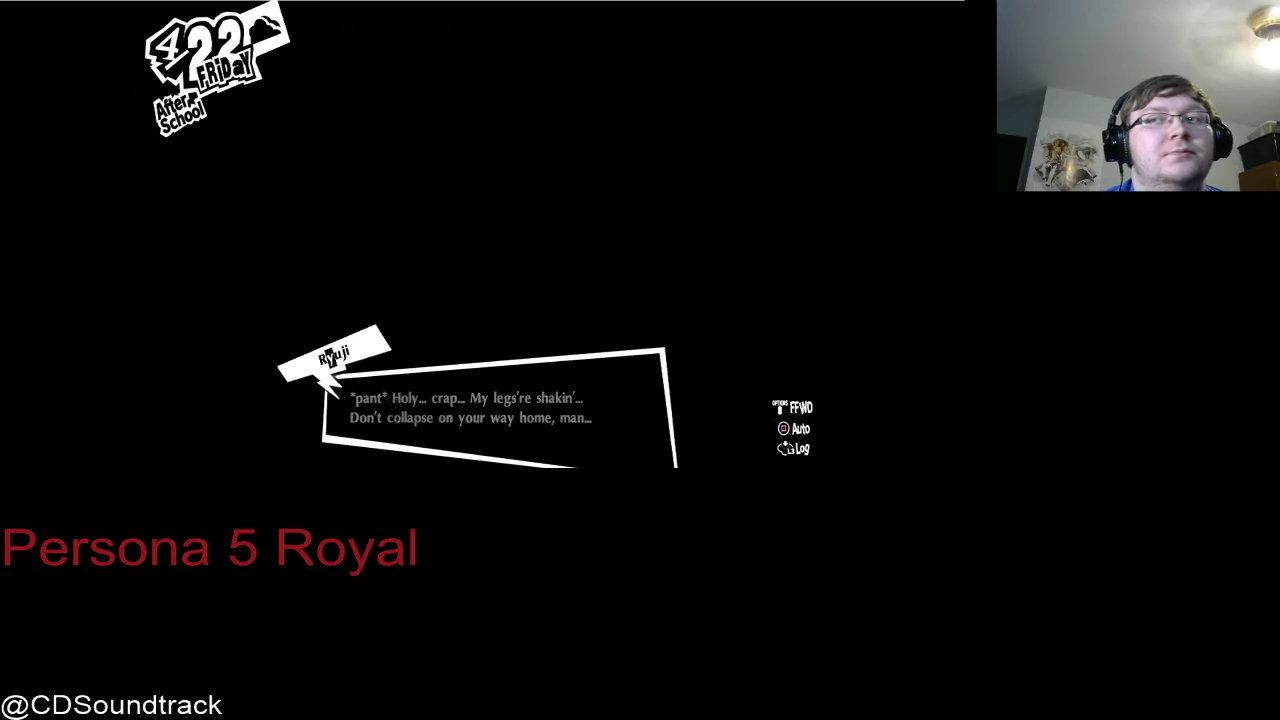 4/22
FRIDAY
After
School
Ryuji
*pant* Holy... crap... My legs're shakin'...
Don't collapse on your way home, man...
OPTIONS FFWD
Auto
Log
Persona 5 Royal
@CDSoundtrack